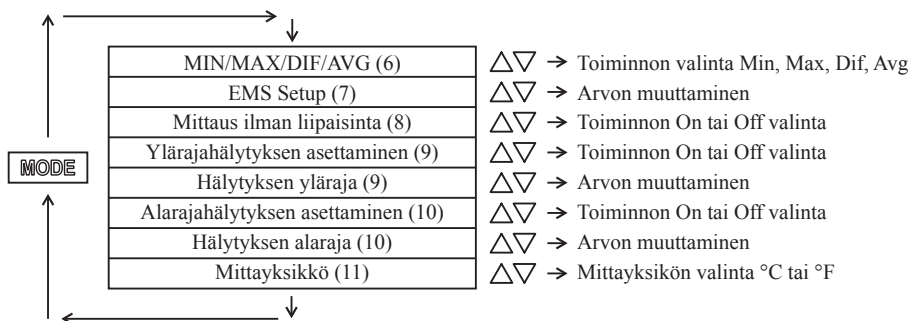 MIN/MAX/DIF/AVG (6) △▽ → Toiminnon valinta Min, Max, Dif, Avg
EMS Setup (7) △▽ → Arvon muuttaminen
Mittaus ilman liipaisinta (8) △▽ → Toiminnon On tai Off valinta
Ylärajahälytyksen asettaminen (9) △▽ → Toiminnon On tai Off valinta
MODE
Hälytyksen yläraja (9) △▽ → Arvon muuttaminen
Alarajahälytyksen asettaminen (10) △▽ → Toiminnon On tai Off valinta
Hälytyksen alaraja (10) △▽ → Arvon muuttaminen
Mittayksikkö (11) △▽ → Mittayksikön valinta °C tai °F